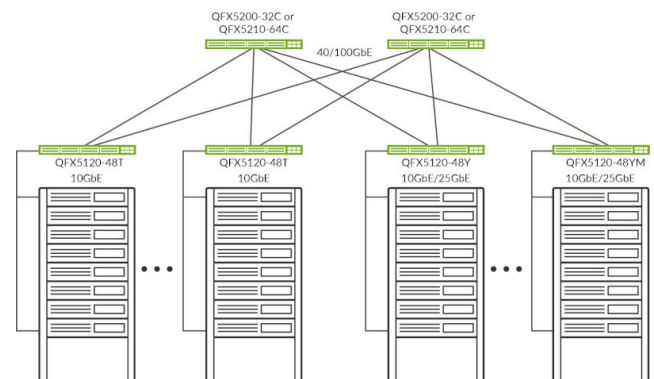 QFX5200-32C or
QFX5210-64C
QFX5200-32C or
QFX5210-64C
40/100GbE
QFX5120-48T
10GbE
QFX5120-48T
10GbE
QFX5120-48Y
10GbE/25GbE
QFX5120-48YM
10GbE/25GbE